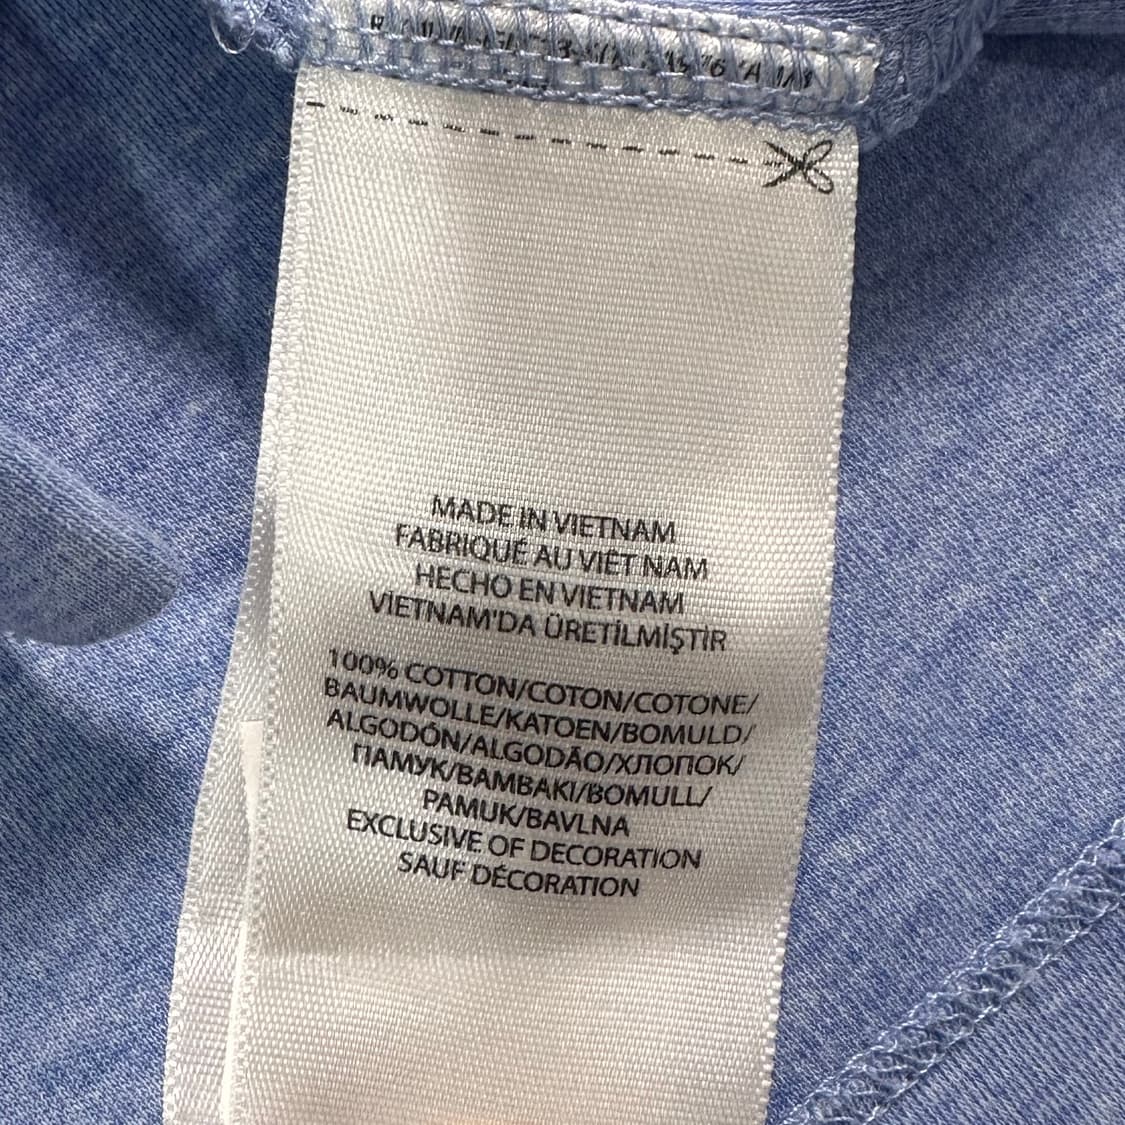 MADE IN VIETNAM
FABRIQUÉ AU VIÊT NAM
HECHO EN VIETNAM
VIETNAM'DA ÜRETİLMİŞTİR
100% COTTON/COTON/COTONE/
BAUMWOLLE/KATOEN/BOMULD/
ALGODÓN/ALGODÃO/ХЛОПОК/
ПАМУК/BAMBAKI/BOMULL/
PAMUK/BAVLNA
EXCLUSIVE OF DECORATION
SAUF DÉCORATION